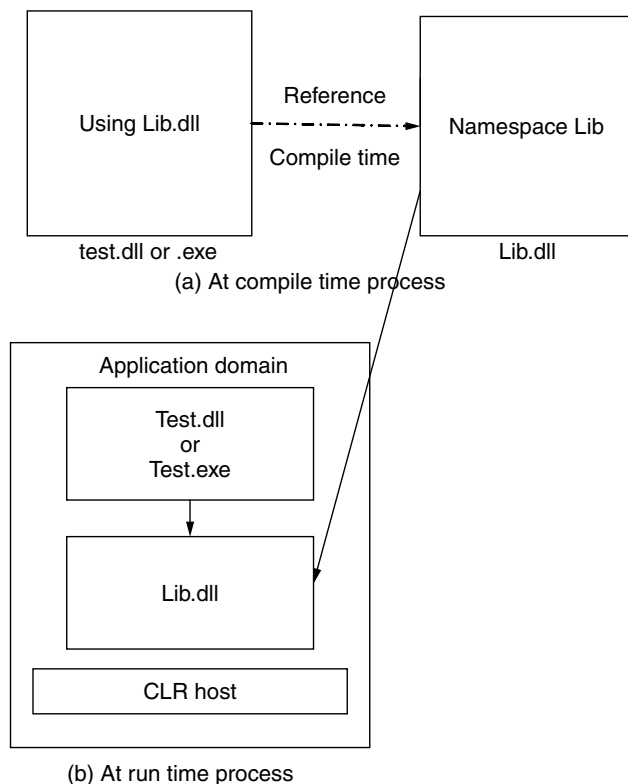 Using Lib.dll
Reference
Compile time
Namespace Lib
test.dll or .exe
Lib.dll
(a) At compile time process
Application domain
Test.dll
or
Test.exe
Lib.dll
CLR host
(b) At run time process